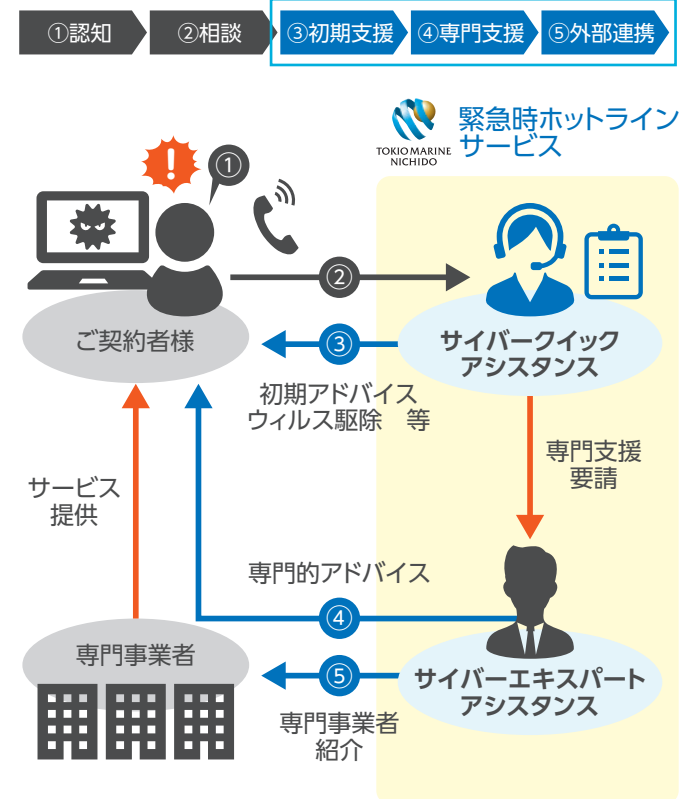 ①認知
②相談
③初期支援
④専門支援
⑤外部連携
TOKIO MARINE
NICHIDO
緊急時ホットライン
サービス
①
②
ご契約者様
③
サイバークイック
アシスタンス
初期アドバイス
ウィルス駆除　等
専門支援
要請
サービス
提供
専門的アドバイス
④
専門事業者
⑤
サイバーエキスパート
アシスタンス
専門事業者
紹介